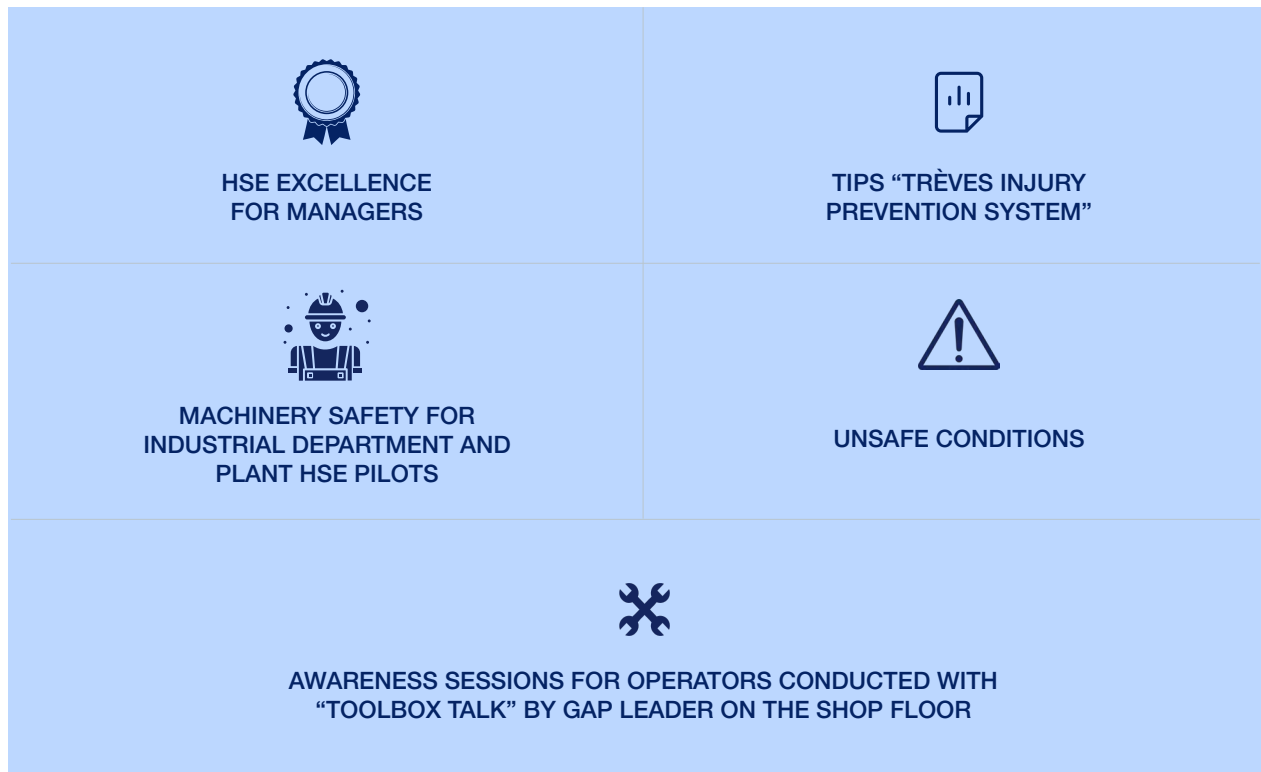 HSE EXCELLENCE
FOR MANAGERS
TIPS “TRÈVES INJURY
PREVENTION SYSTEM”
MACHINERY SAFETY FOR
INDUSTRIAL DEPARTMENT AND
PLANT HSE PILOTS
UNSAFE CONDITIONS
AWARENESS SESSIONS FOR OPERATORS CONDUCTED WITH
“TOOLBOX TALK” BY GAP LEADER ON THE SHOP FLOOR